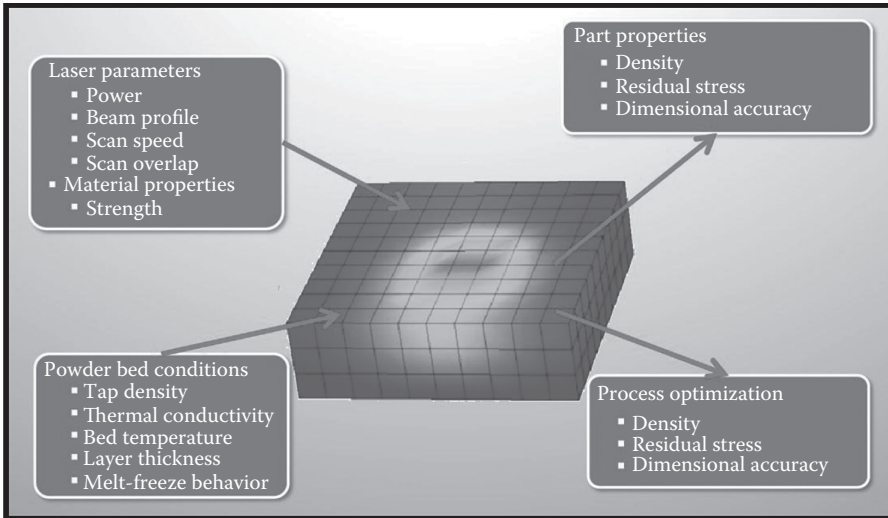 Laser parameters
▪ Power
▪ Beam profile
▪ Scan speed
▪ Scan overlap
▪ Material properties
▪ Strength
Part properties
▪ Density
▪ Residual stress
▪ Dimensional accuracy
Powder bed conditions
▪ Tap density
▪ Thermal conductivity
▪ Bed temperature
▪ Layer thickness
▪ Melt-freeze behavior
Process optimization
▪ Density
▪ Residual stress
▪ Dimensional accuracy